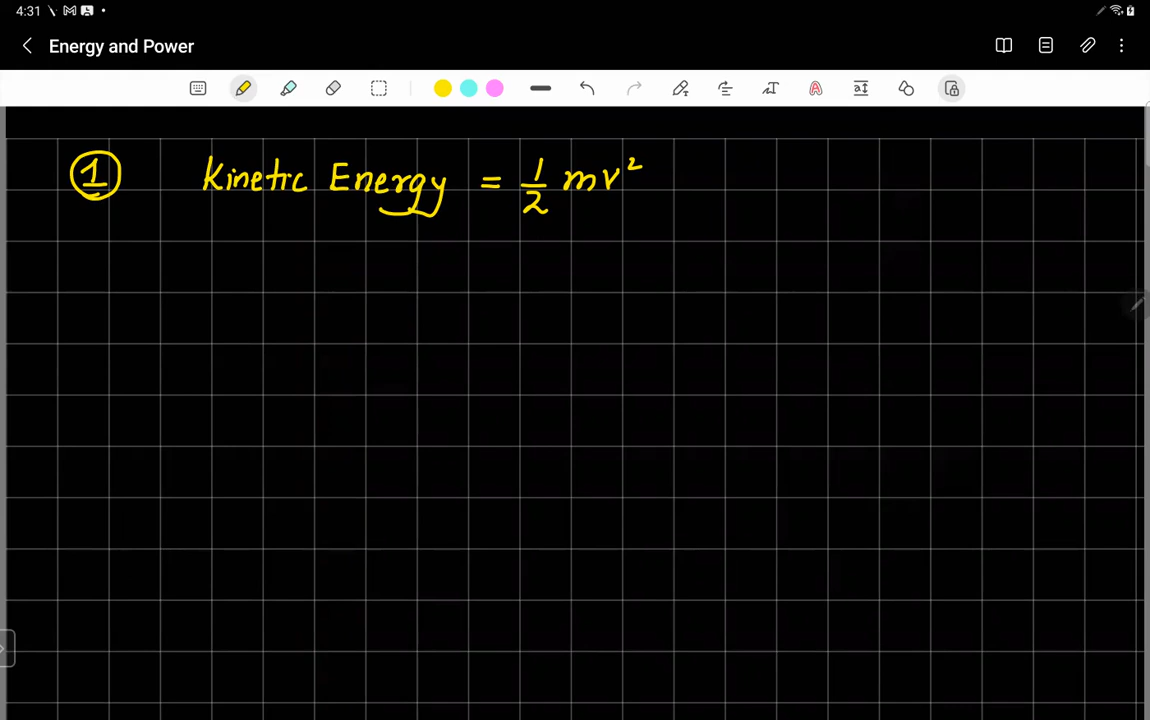 4:31
Energy and Power
① Kinetic Energy = 1/2 mv²